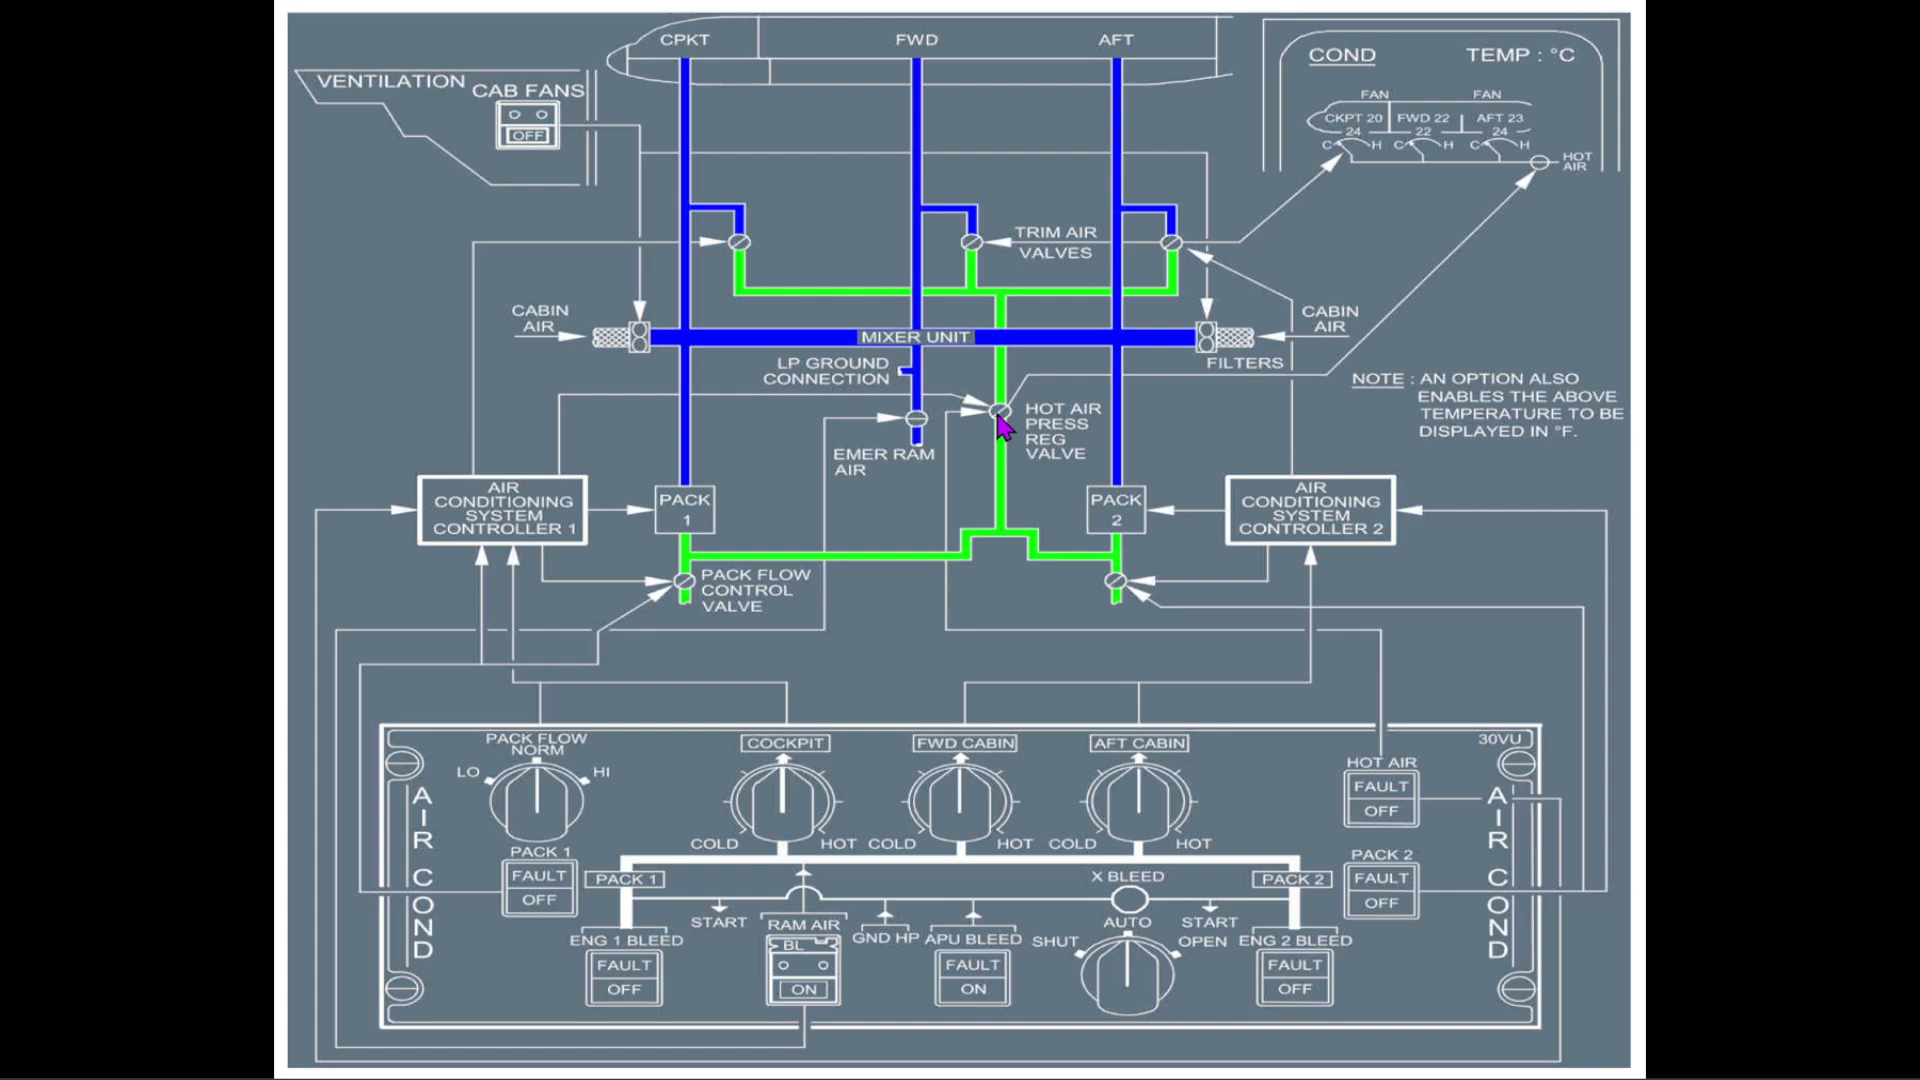 CPKT
FWD
AFT
COND
TEMP : °C
VENTILATION
CAB FANS
OFF
FAN
FAN
CKPT 20
FWD 22
AFT 23
24
22
24
C
H
C
H
C
H
HOT
AIR
TRIM AIR
VALVES
CABIN
AIR
CABIN
AIR
MIXER UNIT
LP GROUND
CONNECTION
FILTERS
NOTE : AN OPTION ALSO
ENABLES THE ABOVE
TEMPERATURE TO BE
DISPLAYED IN °F.
HOT AIR
PRESS
REG
VALVE
EMER RAM
AIR
AIR
CONDITIONING
SYSTEM
CONTROLLER 1
PACK
1
PACK
2
AIR
CONDITIONING
SYSTEM
CONTROLLER 2
PACK FLOW
CONTROL
VALVE
PACK FLOW
NORM
LO
HI
COCKPIT
FWD CABIN
AFT CABIN
30VU
HOT AIR
FAULT
OFF
AIR COND
AIR COND
COLD
HOT
COLD
HOT
COLD
HOT
PACK 1
FAULT
OFF
PACK 1
X BLEED
PACK 2
PACK 2
FAULT
OFF
START
RAM AIR
GND HP
APU BLEED
AUTO
START
ENG 1 BLEED
SHUT
OPEN
ENG 2 BLEED
FAULT
OFF
BL
ON
FAULT
ON
FAULT
OFF